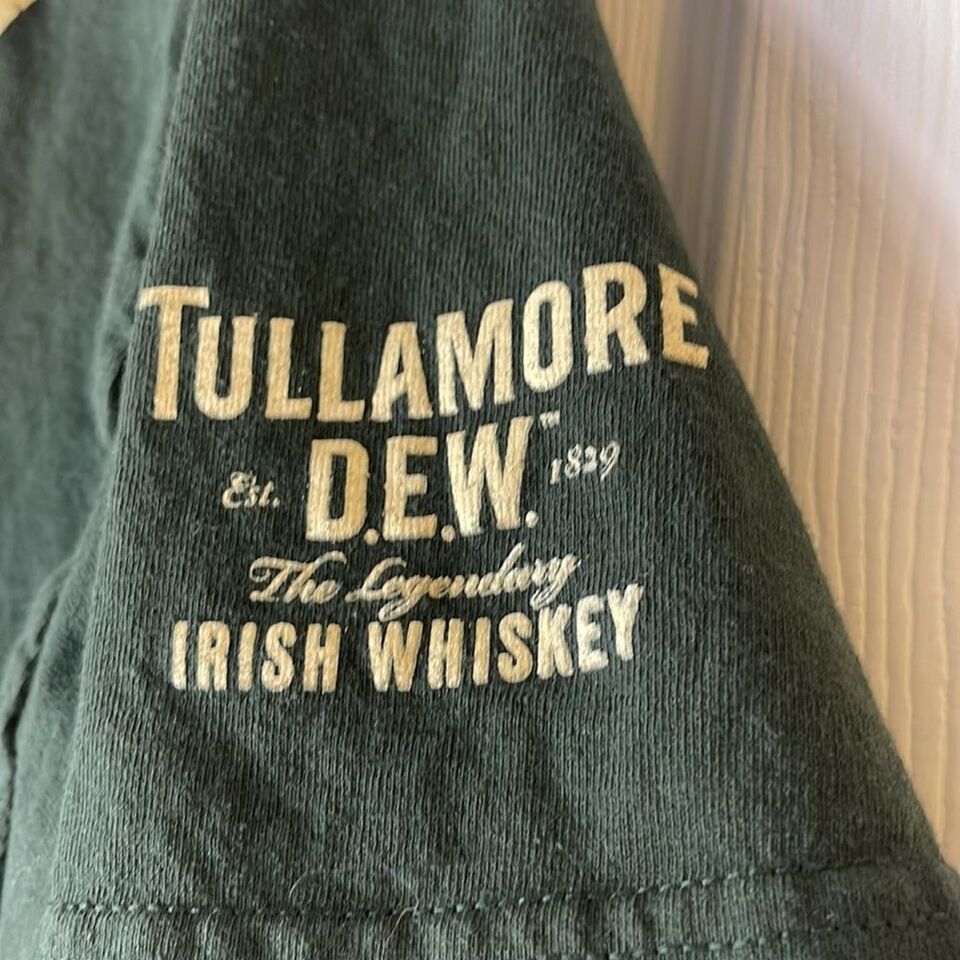 TULLAMORE
Est. D.E.W.™ 1829
The Legendary
IRISH WHISKEY